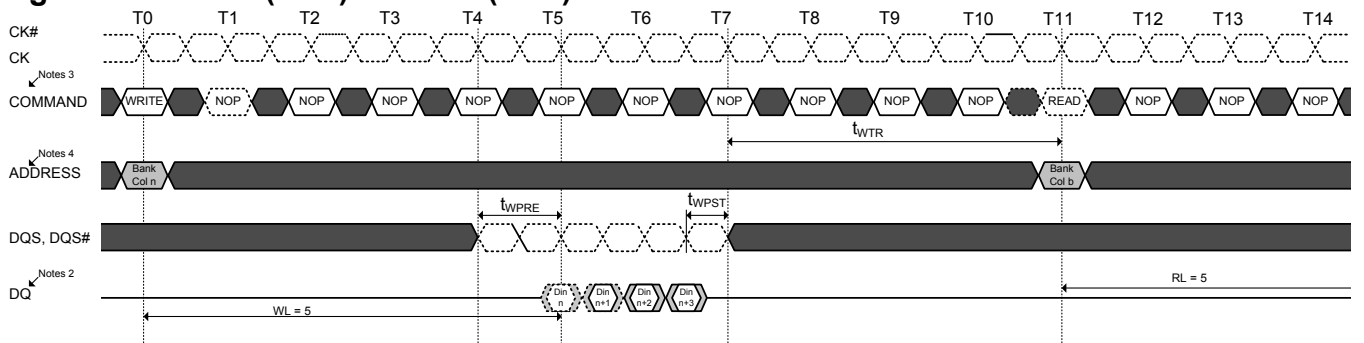 T0 T1 T2 T3 T4 T5 T6 T7 T8 T9 T10 T11 T12 T13 T14
CK#
CK
Notes 3
COMMAND WRITE NOP NOP NOP NOP NOP NOP NOP NOP NOP NOP READ NOP NOP NOP
tWTR
Notes 4
ADDRESS Bank Col n Bank Col b
tWPRE tWPST
DQS, DQS#
Notes 2
DQ Din n Din n+1 Din n+2 Din n+3
RL = 5
WL = 5